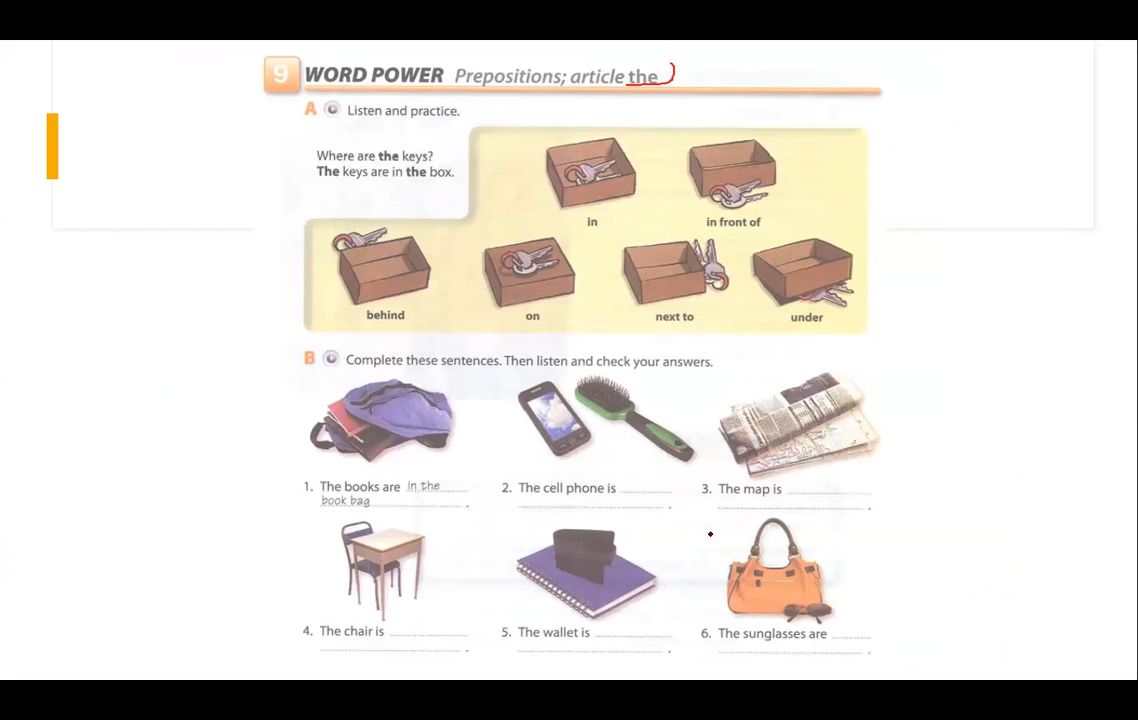 9 WORD POWER Prepositions; article the
A Listen and practice.
Where are the keys?
The keys are in the box.
in
in front of
behind
on
next to
under
B Complete these sentences. Then listen and check your answers.
1. The books are in the
book bag.
2. The cell phone is ............
.............................
3. The map is ............
.............................
4. The chair is ............
.............................
5. The wallet is ............
.............................
6. The sunglasses are ............
.............................